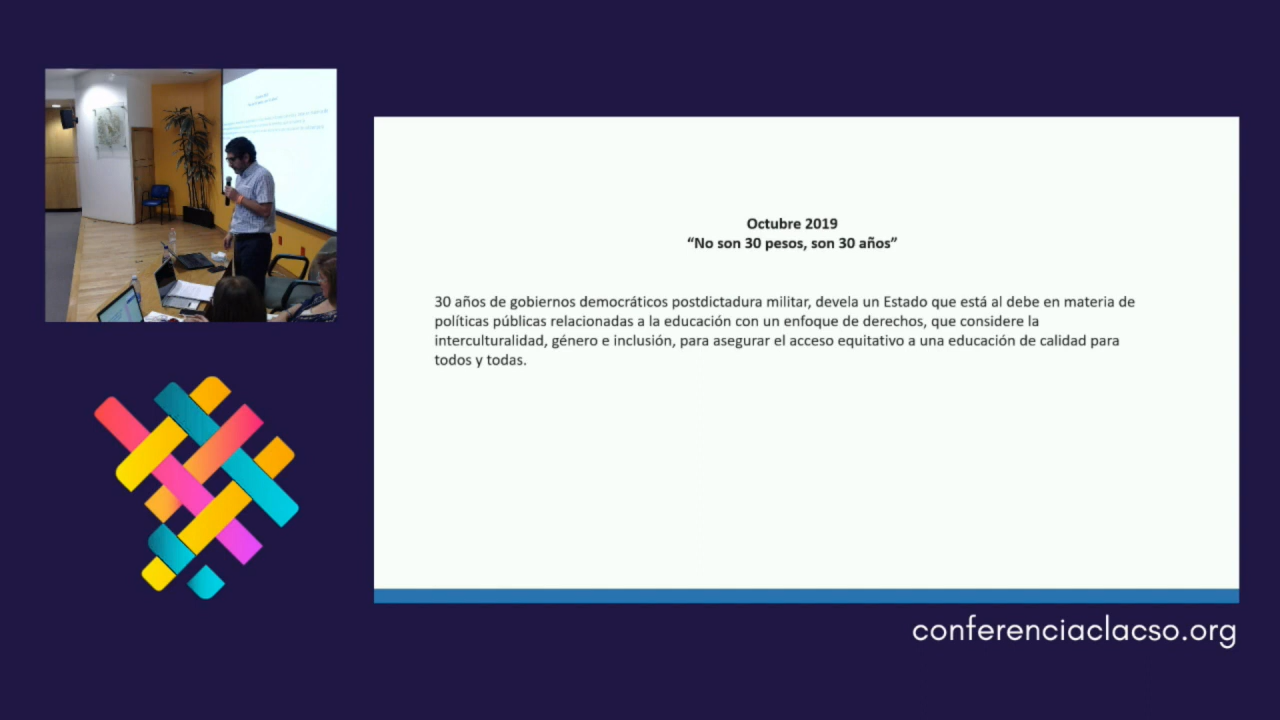 Octubre 2019
“No son 30 pesos, son 30 años”
30 años de gobiernos democráticos postdictadura militar, devela un Estado que está al debe en materia de
políticas públicas relacionadas a la educación con un enfoque de derechos, que considere la
interculturalidad, género e inclusión, para asegurar el acceso equitativo a una educación de calidad para
todos y todas.
conferenciaclacso.org